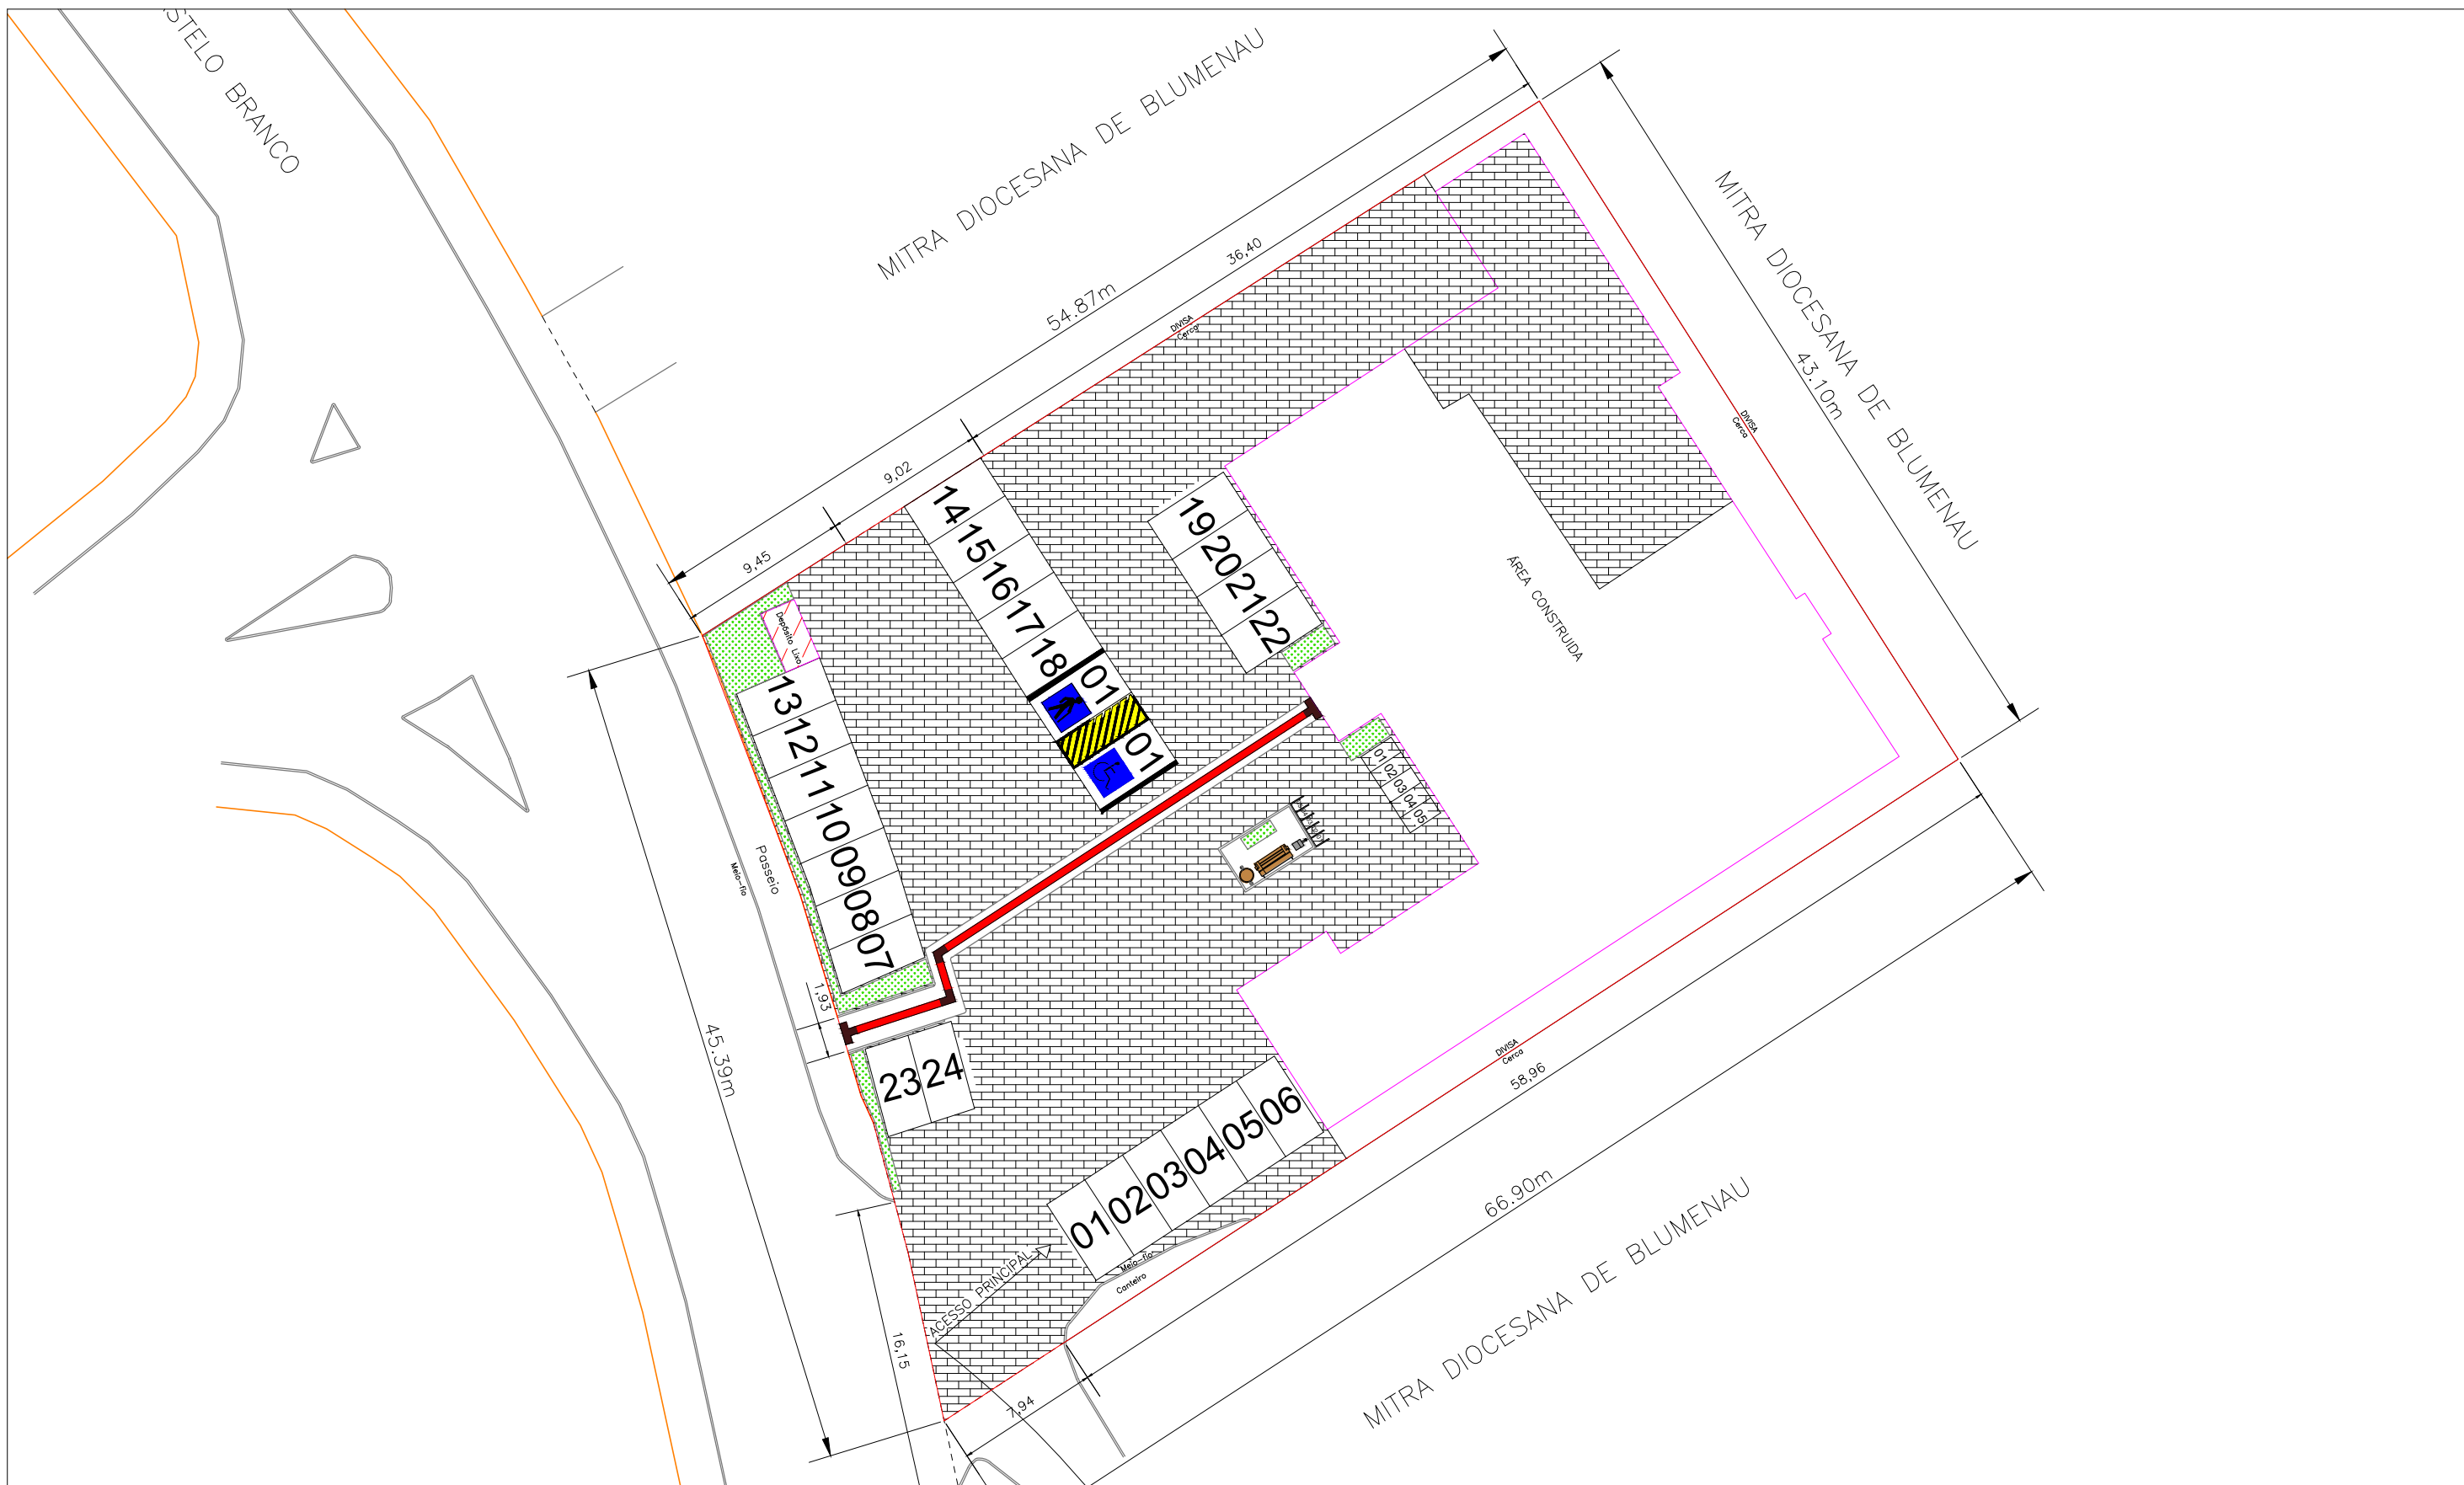 STELO BRANCO
MITRA DIOCESANA DE BLUMENAU
54.87m
36,40
9,02
9,45
DIVISA
Cerca
MITRA DIOCESANA DE BLUMENAU
43.10m
DIVISA
Cerca
ÁREA CONSTRUIDA
14
15
16
17
18
01
01
19
20
21
22
Depósito Lixo
13
12
11
10
09
08
07
01
02
03
04
05
Passeio
Meio-fio
1,93
45.39m
23
24
01
02
03
04
05
06
ACESSO PRINCIPAL
Meio-fio
Canteiro
16,15
7,94
DIVISA
Cerca
58,96
66.90m
MITRA DIOCESANA DE BLUMENAU